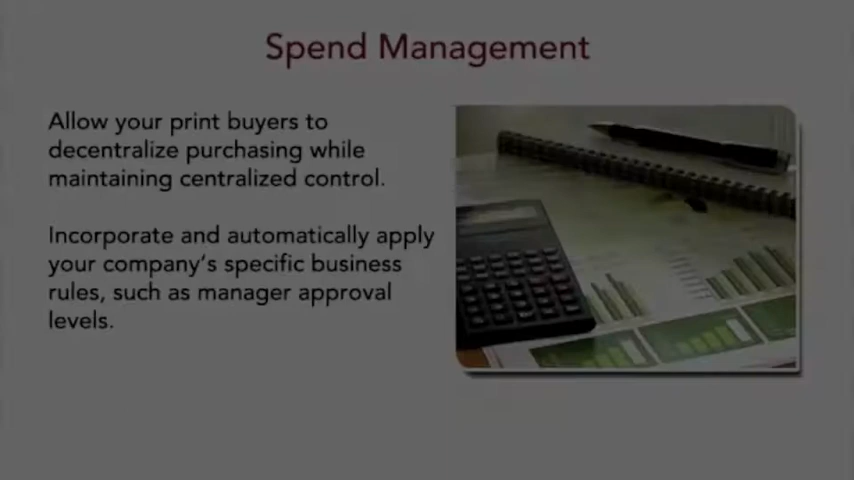 Spend Management
Allow your print buyers to
decentralize purchasing while
maintaining centralized control.
Incorporate and automatically apply
your company's specific business
rules, such as manager approval
levels.